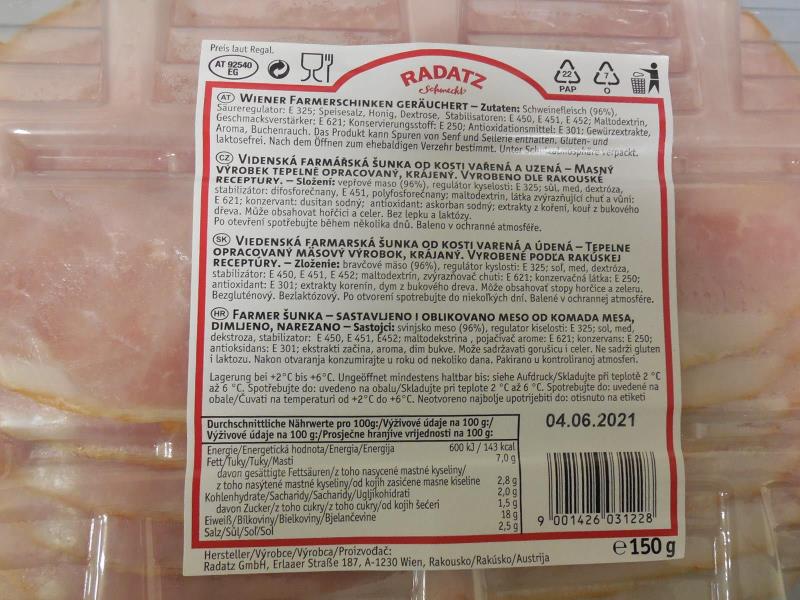 Preis laut Regal.
AT 92540
EG
RADATZ
schmeckt
22
PAP
7
O
AT WIENER FARMERSCHINKEN GERÄUCHERT – Zutaten: Schweinefleisch (96%),
Säureregulator: E 325; Speisesalz, Honig, Dextrose, Stabilisatoren: E 450, E 451, E 452; Maltodextrin,
Geschmacksverstärker: E 621; Konservierungsstoff: E 250; Antioxidationsmittel: E 301; Gewürzextrakte,
Aroma, Buchenrauch. Das Produkt kann Spuren von Senf und Sellerie enthalten. Gluten- und
laktosefrei. Nach dem Öffnen zum ehebaldigen Verzehr bestimmt. Unter Schutzatmosphäre verpackt.
CZ VIDENSKÁ FARMÁŘSKÁ ŠUNKA OD KOSTI VAŘENÁ A UZENÁ – MASNÝ
VÝROBEK TEPELNĚ OPRACOVANÝ, KRÁJENÝ. VYROBENO DLE RAKOUSKÉ
RECEPTURY. – Složení: vepřové maso (96%), regulátor kyselosti: E 325; sůl, med, dextróza,
stabilizátor: difosforečnany, E 451, polyfosforečnany; maltodextrin, látka zvýrazňující chuť a vůni:
E 621; konzervant: dusitan sodný; antioxidant: askorban sodný; extrakty z koření, kouř z bukového
dřeva. Může obsahovat hořčici a celer. Bez lepku a laktózy.
Po otevření spotřebujte během několika dnů. Baleno v ochranné atmosféře.
SK VIEDENSKÁ FARMARSKÁ ŠUNKA OD KOSTI VARENÁ A ÚDENÁ – TEPELNE
OPRACOVANÝ MÄSOVÝ VÝROBOK, KRÁJANÝ. VYROBENÉ PODĽA RAKÚSKEJ
RECEPTÚRY. – Zloženie: bravčové mäso (96%), regulátor kyslosti: E 325; soľ, med, dextróza,
stabilizátor: E 450, E 451, E 452; maltodextrin, zvýrazňovač chuti: E 621; konzervačná látka: E 250;
antioxidant: E 301; extrakty korenín, dym z bukového dreva. Môže obsahovať stopy horčice a zeleru.
Bezgluténový. Bezlaktózový. Po otvorení spotrebujte do niekoľkých dní. Balené v ochrannej atmosfére.
HR FARMER ŠUNKA – SASTAVLJENO I OBLIKOVANO MESO OD KOMADA MESA,
DIMLJENO, NAREZANO – Sastojci: svinjsko meso (96%), regulator kiselosti: E 325; sol, med,
dekstroza, stabilizator: E 450, E 451, E452; maltodekstrina , pojačivač arome: E 621; konzervans: E 250;
antioksidans: E 301; ekstrakti začina, aroma, dim bukve. Može sadržavati gorušicu i celer. Ne sadrži gluten
i laktozu. Nakon otvaranja konzumirajte u roku od nekoliko dana. Pakirano u kontroliranoj atmosferi.
Lagerung bei +2°C bis +6°C. Ungeöffnet mindestens haltbar bis: siehe Aufdruck/Skladujte při teplotě 2 °C
až 6 °C. Spotřebujte do: uvedeno na obalu/Skladujte pri teplote 2 °C až 6 °C. Spotrebujte do: uvedené na
obale/Čuvati na temperaturi od +2°C do +6°C. Neotvoreno najbolje upotrijebiti do: otisnuto na etiketi
Durchschnittliche Nährwerte pro 100g:/Výživové údaje na 100 g:/
Výživové údaje na 100 g:/Prosječne hranjive vrijednosti na 100 g:
Energie/Energetická hodnota/Energia/Energija 600 kJ / 143 kcal
Fett/Tuky/Tuky/Masti 7,0 g
davon gesättigte Fettsäuren/z toho nasycené mastné kyseliny/
z toho nasýtené mastné kyseliny/od kojih zasićene masne kiseline 2,8 g
Kohlenhydrate/Sacharidy/Sacharidy/Ugljikohidrati 2,0 g
davon Zucker/z toho cukry/z toho cukry/od kojih šećeri 1,5 g
Eiweiß/Bílkoviny/Bielkoviny/Bjelančevine 18 g
Salz/Sůl/Soľ/Sol 2,5 g
04.06.2021
9 001426 031228
Hersteller/Výrobce/Výrobca/Proizvođač:
Radatz GmbH, Erlaaer Straße 187, A-1230 Wien, Rakousko/Rakúsko/Austrija
e 150 g